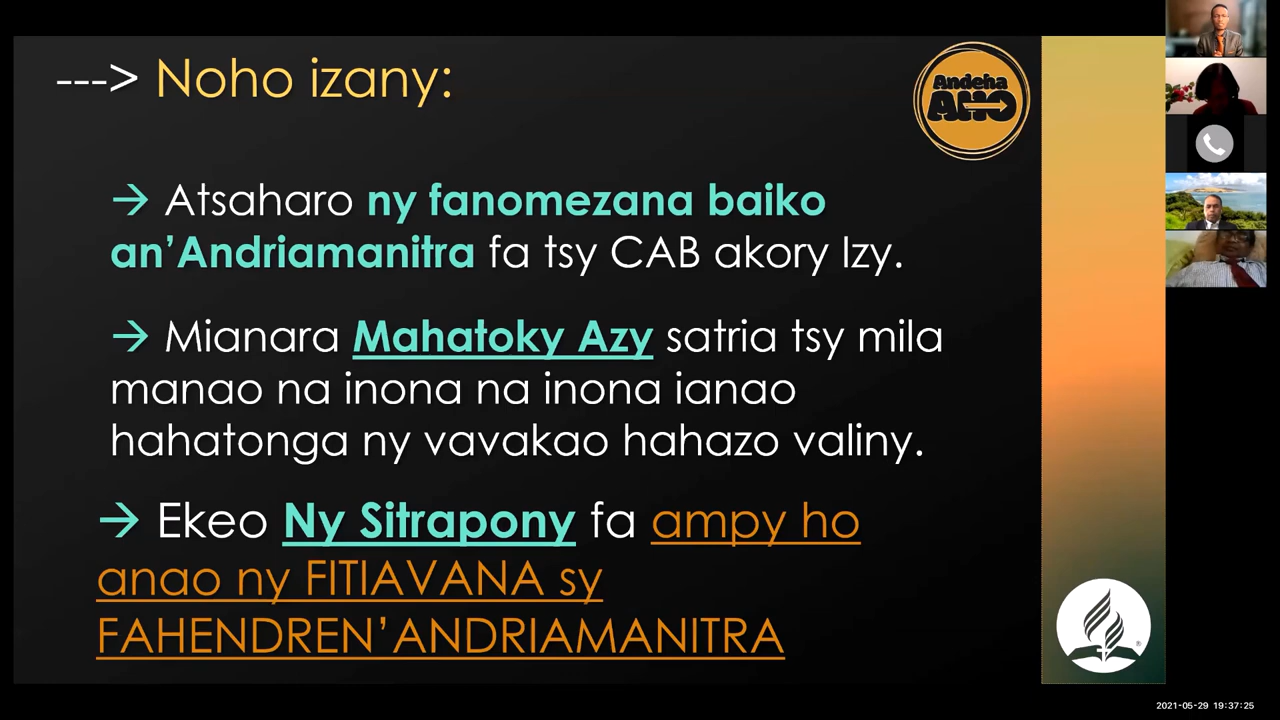 ---> Noho izany:
Andeha
AHO
→ Atsaharo ny fanomezana baiko
an’Andriamanitra fa tsy CAB akory Izy.
→ Mianara Mahatoky Azy satria tsy mila
manao na inona na inona ianao
hahatonga ny vavakao hahazo valiny.
→ Ekeo Ny Sitrapony fa ampy ho
anao ny FITIAVANA sy
FAHENDREN’ANDRIAMANITRA
®
2021-05-29 19:37:25